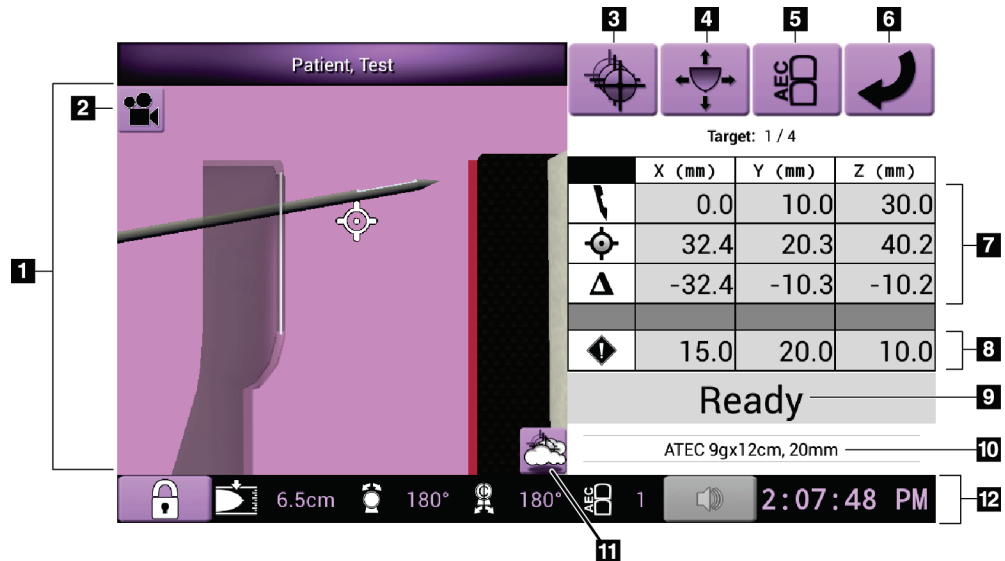 3 4 5 6
Patient, Test
AEC
1
2
Target: 1 / 4
X (mm) Y (mm) Z (mm)
0.0 10.0 30.0
32.4 20.3 40.2
7
Δ -32.4 -10.3 -10.2
15.0 20.0 10.0
8
Ready
9
ATEC 9gx12cm, 20mm
10
6.5cm 180° C 180° AEC 1 2:07:48 PM
12
11